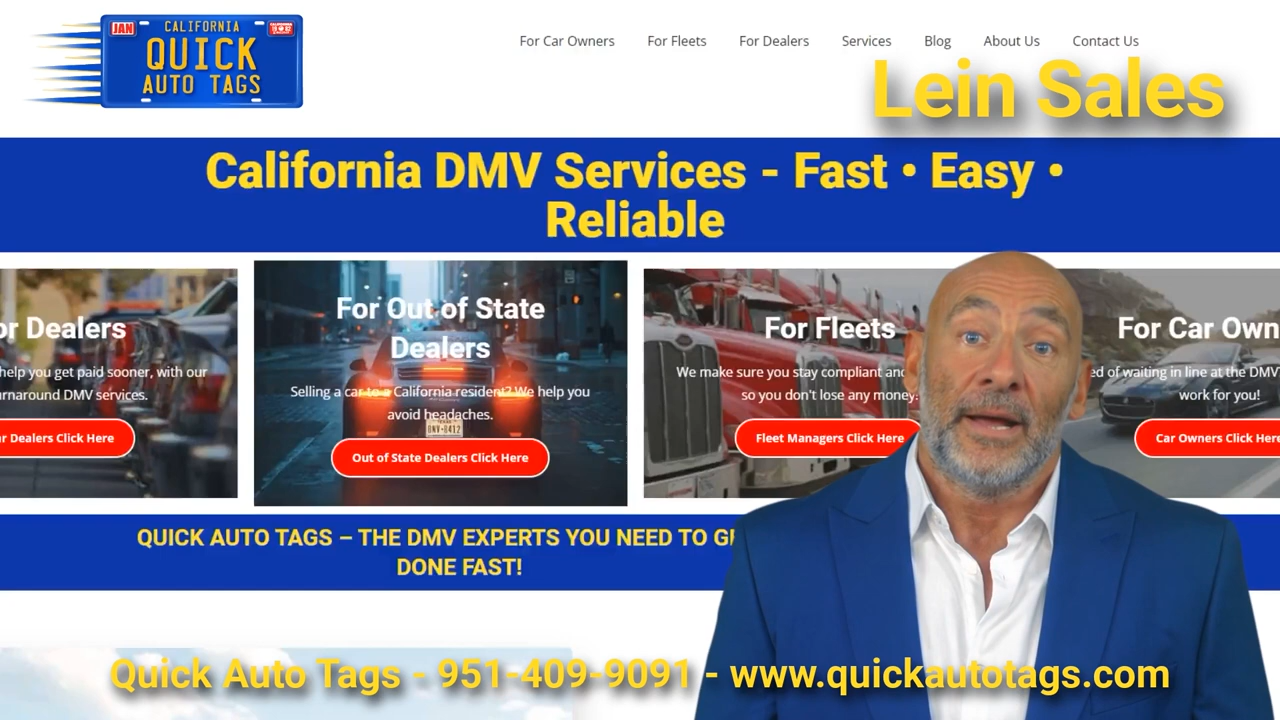 JAN
CALIFORNIA
QUICK
AUTO TAGS
For Car Owners
For Fleets
For Dealers
Services
Blog
About Us
Contact Us
Lein Sales
California DMV Services - Fast • Easy •
Reliable
or Dealers
help you get paid sooner, with our
urnaround DMV services.
ar Dealers Click Here
For Out of State
Dealers
Selling a car to a California resident? We help you
avoid headaches.
Out of State Dealers Click Here
For Fleets
We make sure you stay compliant and
so you don't lose any money.
Fleet Managers Click Here
For Car Own
ed of waiting in line at the DMV
work for you!
Car Owners Click Here
QUICK AUTO TAGS – THE DMV EXPERTS YOU NEED TO GE
DONE FAST!
Quick Auto Tags - 951-409-9091 - www.quickautotags.com